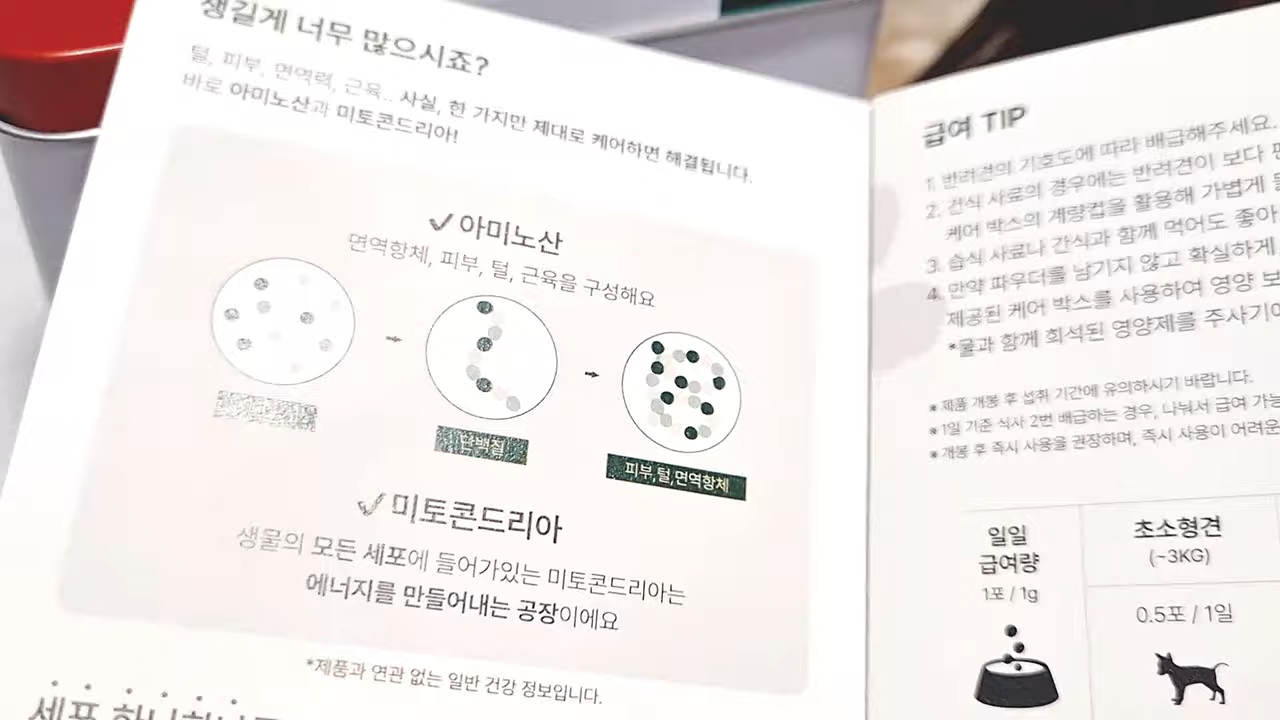 챙길게 너무 많으시죠?
털, 피부, 면역력, 근육.. 사실, 한 가지만 제대로 케어하면 해결됩니다.
바로 아미노산과 미토콘드리아!
✓ 아미노산
면역항체, 피부, 털, 근육을 구성해요
단백질
피부,털,면역항체
✓ 미토콘드리아
생물의 모든 세포에 들어가있는 미토콘드리아는
에너지를 만들어내는 공장이에요
*제품과 연관 없는 일반 건강 정보입니다.
세포 하나하나
급여 TIP
1. 반려견의 기호도에 따라 배급해주세요.
2. 건식 사료의 경우에는 반려견이 보다
케어 박스의 계량컵을 활용해 가볍게
3. 습식 사료나 간식과 함께 먹어도 좋아
4. 만약 파우더를 남기지 않고 확실하게
제공된 케어 박스를 사용하여 영양
*물과 함께 희석된 영양제를 주사기
※ 제품 개봉 후 섭취 기간에 유의하시기 바랍니다.
※ 1일 기준 식사 2번 배급하는 경우, 나눠서 급여 가능
※ 개봉 후 즉시 사용을 권장하며, 즉시 사용이 어려운
일일
급여량
1포 / 1g
초소형견
(~3KG)
0.5포 / 1일